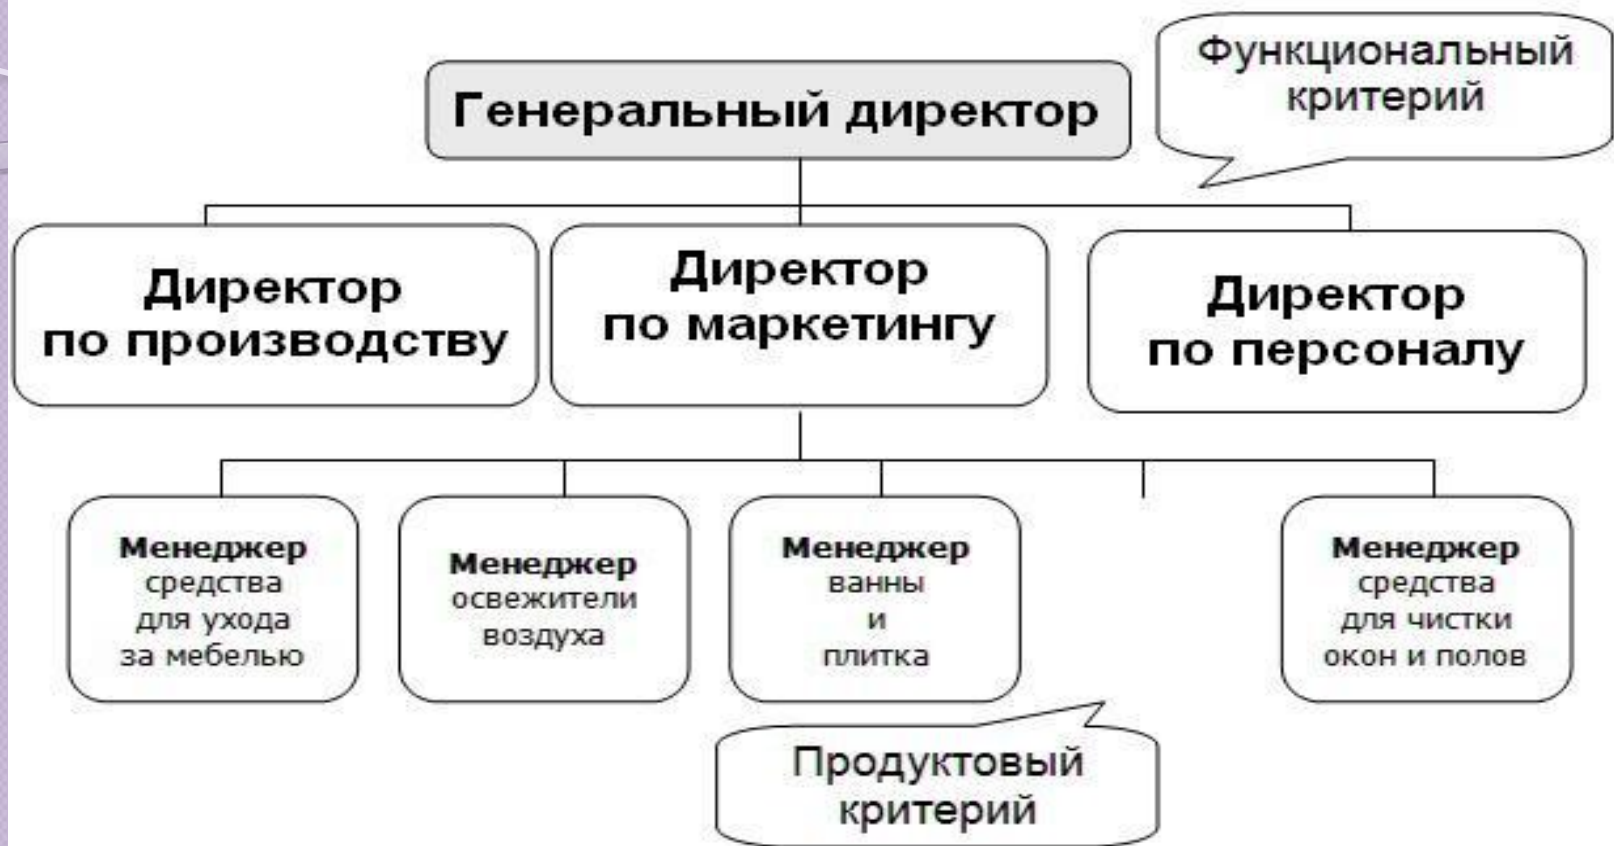 Функциональный
критерий
Генеральный директор
Директор
по производству
Директор
по маркетингу
Директор
по персоналу
Менеджер
средства
для ухода
за мебелью
Менеджер
освежители
воздуха
Менеджер
ванны
и
плитка
Менеджер
средства
для чистки
окон и полов
Продуктовый
критерий